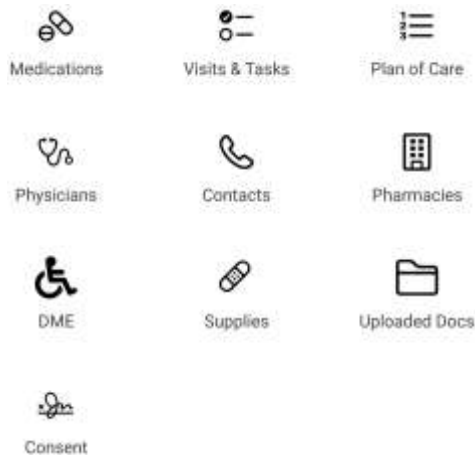 Medications
Visits & Tasks
Plan of Care
Physicians
Contacts
Pharmacies
DME
Supplies
Uploaded Docs
Consent